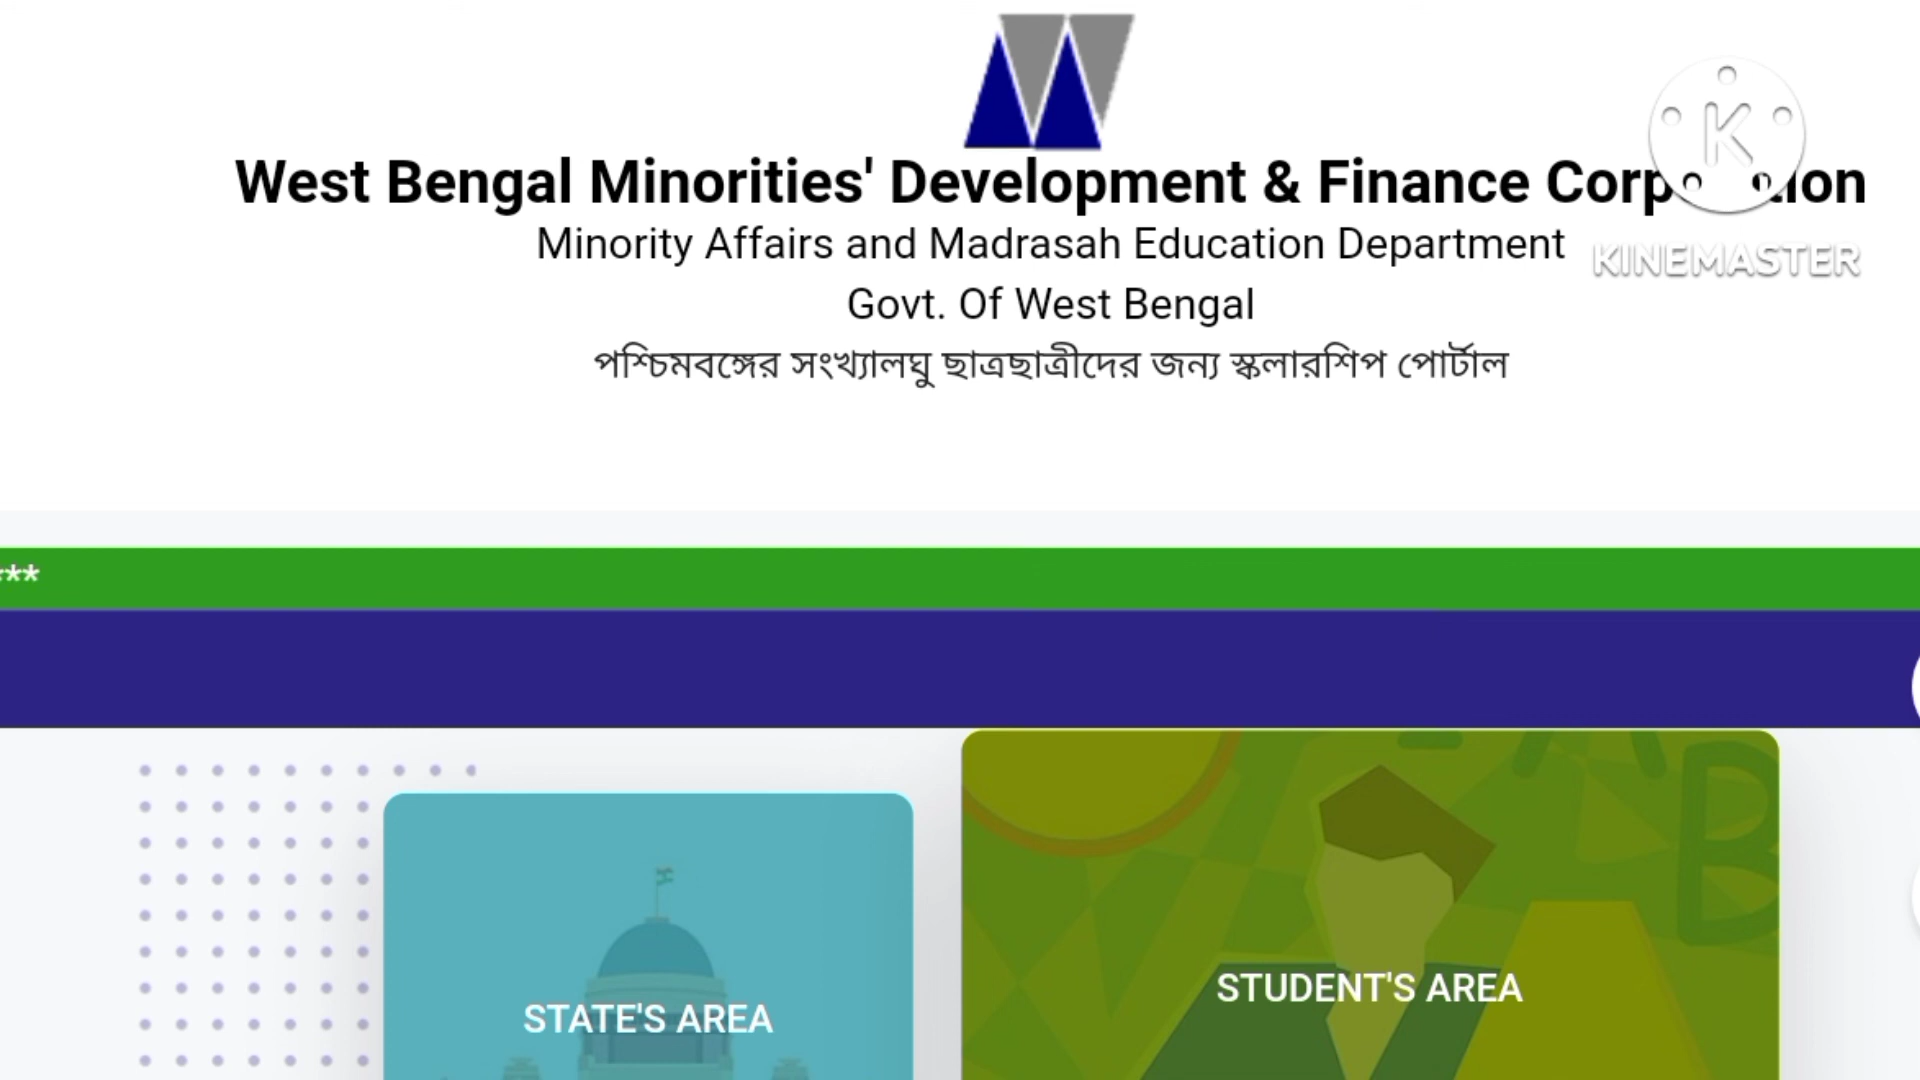 West Bengal Minorities' Development & Finance
Minority Affairs and Madrasah Education Department
Govt. Of West Bengal
পশ্চিমবঙ্গের সংখ্যালঘু ছাত্রছাত্রীদের জন্য স্কলারশিপ পোর্টাল
K
KINEMASTER
***
STATE'S AREA
STUDENT'S AREA
B